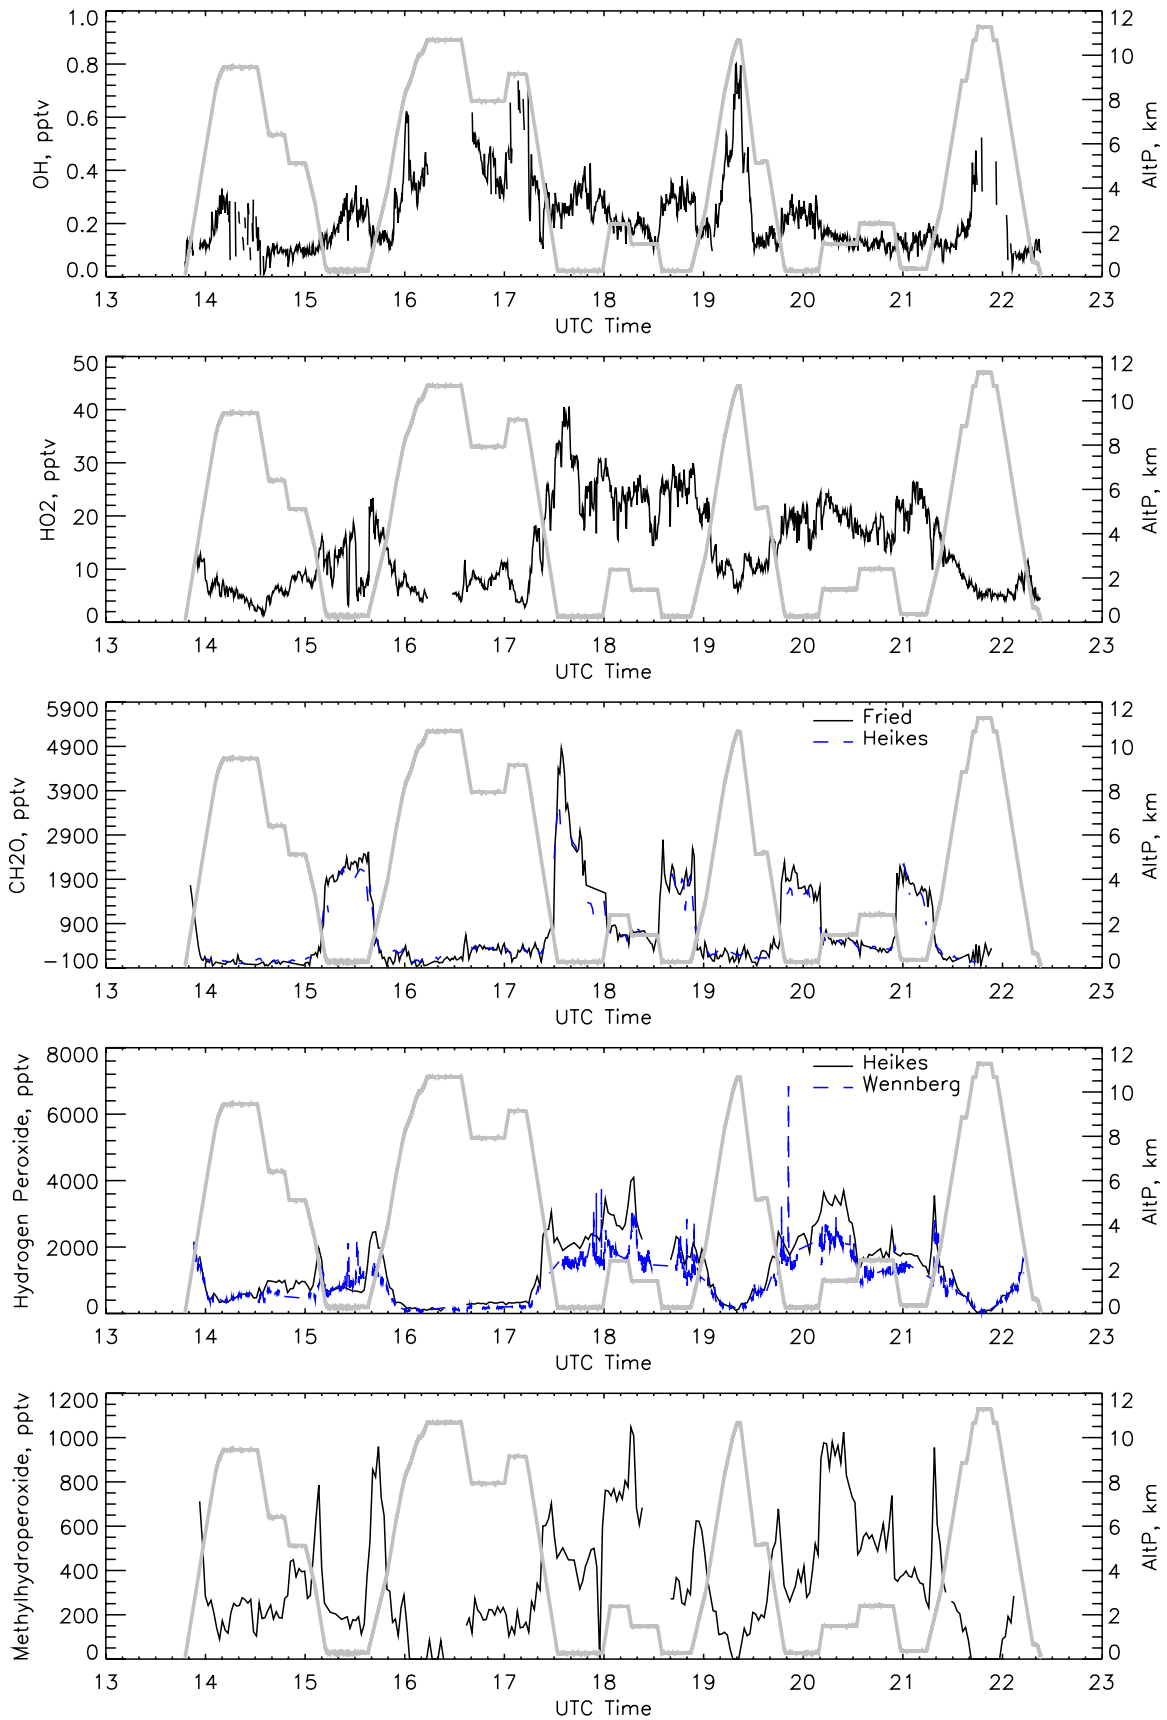 OH, pptv
1.0
0.8
0.6
0.4
0.2
0.0
12
10
8
6
4
2
0
AltP, km
13 14 15 16 17 18 19 20 21 22 23
UTC Time
HO2, pptv
50
40
30
20
10
0
12
10
8
6
4
2
0
AltP, km
13 14 15 16 17 18 19 20 21 22 23
UTC Time
CH2O, pptv
5900
4900
3900
2900
1900
900
-100
Fried
Heikes
12
10
8
6
4
2
0
AltP, km
13 14 15 16 17 18 19 20 21 22 23
UTC Time
Hydrogen Peroxide, pptv
8000
6000
4000
2000
0
Heikes
Wennberg
12
10
8
6
4
2
0
AltP, km
13 14 15 16 17 18 19 20 21 22 23
UTC Time
Methylhydroperoxide, pptv
1200
1000
800
600
400
200
0
12
10
8
6
4
2
0
AltP, km
13 14 15 16 17 18 19 20 21 22 23
UTC Time